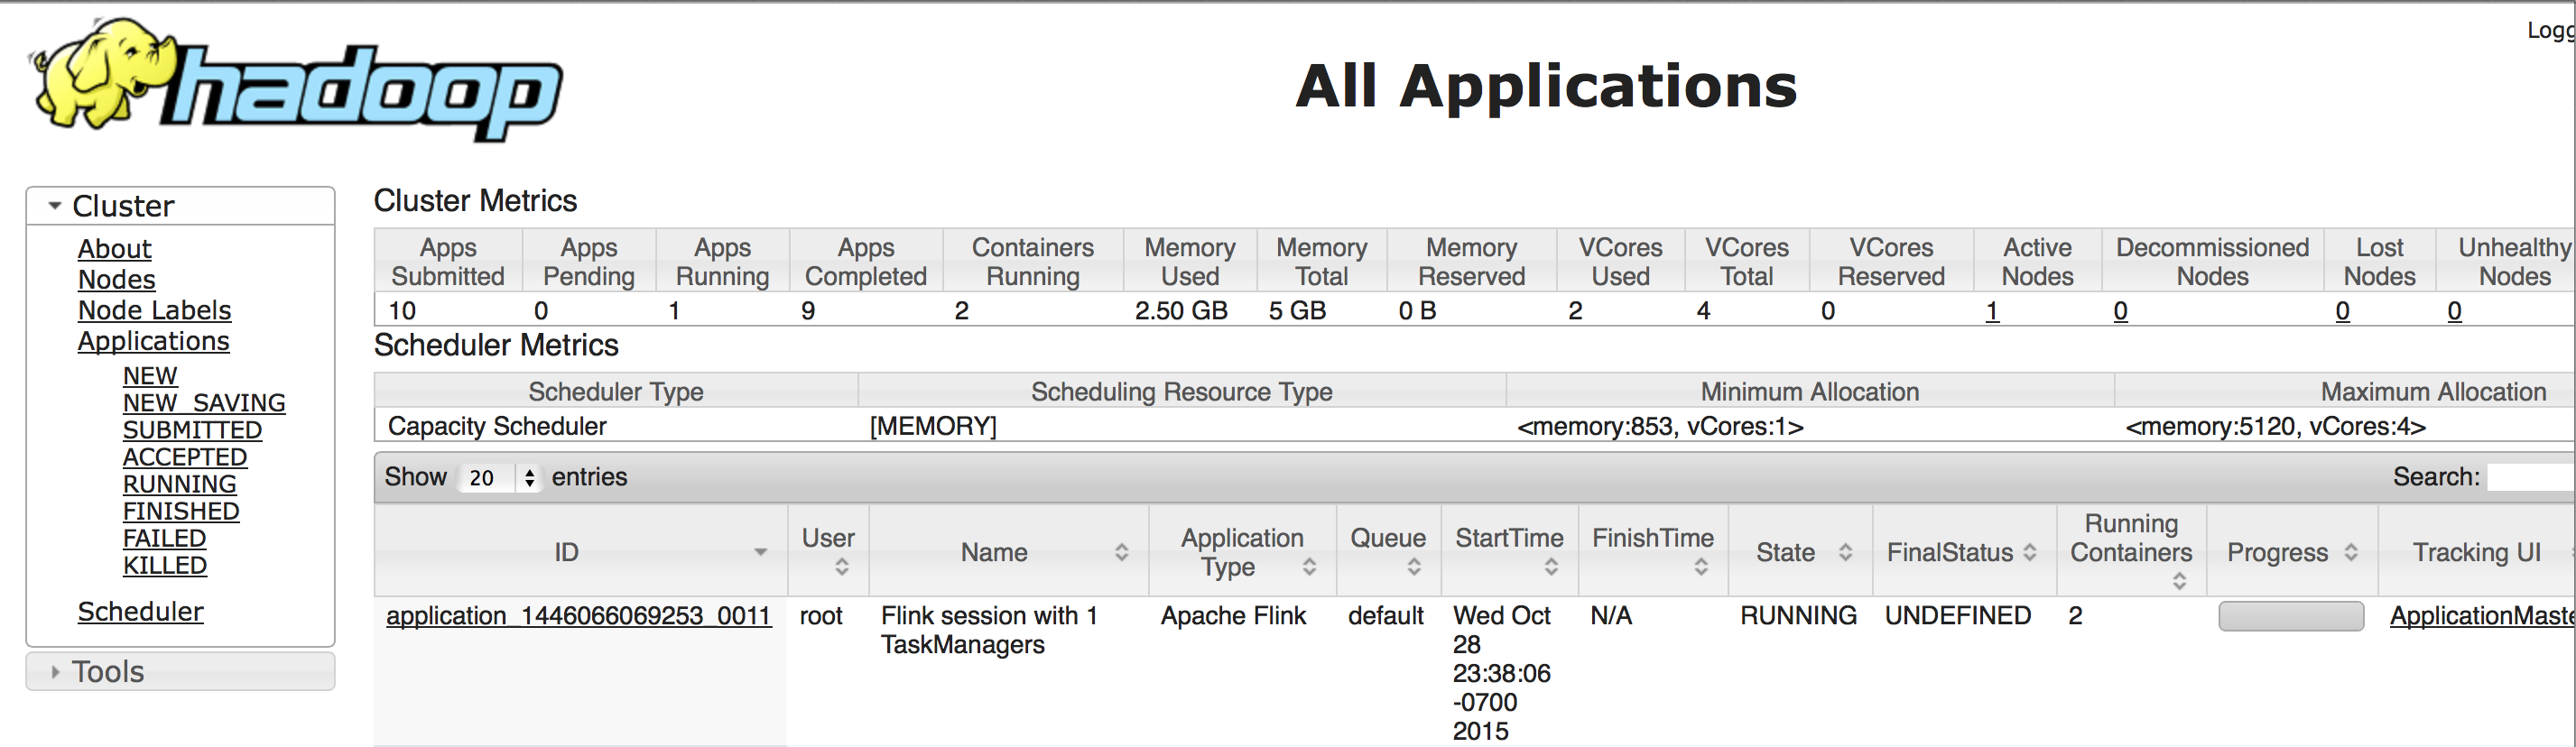 hadoop
Logg
All Applications
Cluster
About
Nodes
Node Labels
Applications
NEW
NEW_SAVING
SUBMITTED
ACCEPTED
RUNNING
FINISHED
FAILED
KILLED
Scheduler
Tools
Cluster Metrics
Apps Submitted Apps Pending Apps Running Apps Completed Containers Running Memory Used Memory Total Memory Reserved VCores Used VCores Total VCores Reserved Active Nodes Decommissioned Nodes Lost Nodes Unhealthy Nodes
10 0 1 9 2 2.50 GB 5 GB 0 B 2 4 0 1 0 0 0
Scheduler Metrics
Scheduler Type Scheduling Resource Type Minimum Allocation Maximum Allocation
Capacity Scheduler [MEMORY] <memory:853, vCores:1> <memory:5120, vCores:4>
Show 20 entries Search:
ID User Name Application Type Queue StartTime FinishTime State FinalStatus Running Containers Progress Tracking UI
application_1446066069253_0011 root Flink session with 1 Apache Flink default Wed Oct N/A RUNNING UNDEFINED 2 ApplicationMaste
TaskManagers 28
23:38:06
-0700
2015